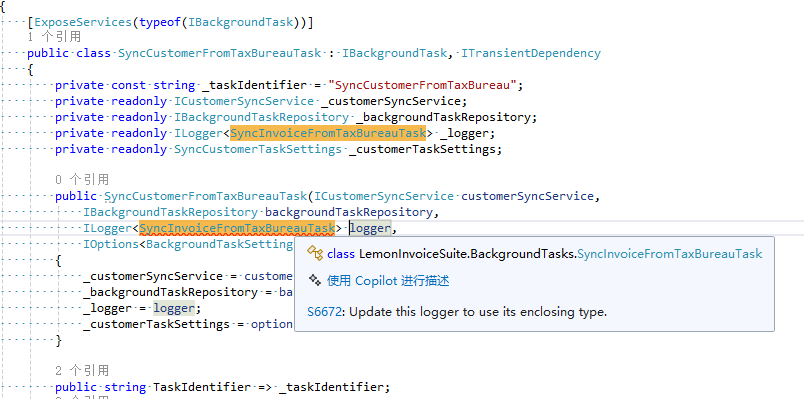 {
[ExposeServices(typeof(IBackgroundTask))]
1 个引用
public class SyncCustomerFromTaxBureauTask : IBackgroundTask, ITransientDependency
{
private const string _taskIdentifier = "SyncCustomerFromTaxBureau";
private readonly ICustomerSyncService _customerSyncService;
private readonly IBackgroundTaskRepository _backgroundTaskRepository;
private readonly ILogger<SyncInvoiceFromTaxBureauTask> _logger;
private readonly SyncCustomerTaskSettings _customerTaskSettings;
0 个引用
public SyncCustomerFromTaxBureauTask(ICustomerSyncService customerSyncService,
IBackgroundTaskRepository backgroundTaskRepository,
ILogger<SyncInvoiceFromTaxBureauTask> logger,
IOptions<BackgroundTaskSetting
class LemonInvoiceSuite.BackgroundTasks.SyncInvoiceFromTaxBureauTask
{
_customerSyncService = custome
使用 Copilot 进行描述
_backgroundTaskRepository = ba
_logger = logger;
S6672: Update this logger to use its enclosing type.
_customerTaskSettings = option
}
2 个引用
public string TaskIdentifier => _taskIdentifier;